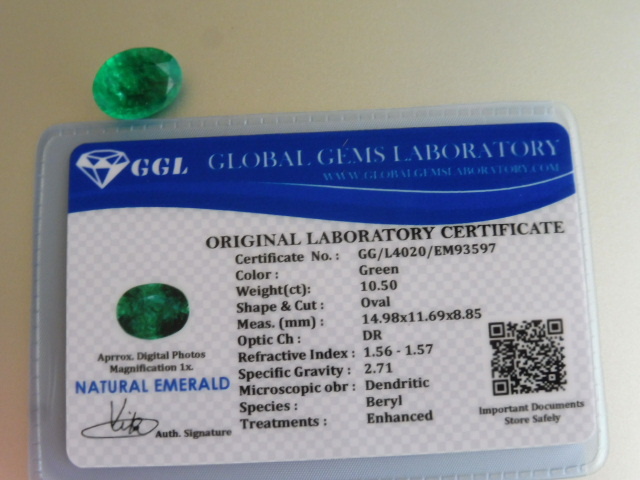 GGL GLOBAL GEMS LABORATORY
WWW.GLOBALGEMSLABORATORY.COM
ORIGINAL LABORATORY CERTIFICATE
Certificate No. : GG/L4020/EM93597
Color : Green
Weight(ct): 10.50
Shape & Cut : Oval
Meas. (mm) : 14.98x11.69x8.85
Optic Ch : DR
Refractive Index : 1.56 - 1.57
Specific Gravity : 2.71
Microscopic obr : Dendritic
Species : Beryl
Treatments : Enhanced
Aprrox. Digital Photos
Magnification 1x.
NATURAL EMERALD
Auth. Signature
Important Documents
Store Safely